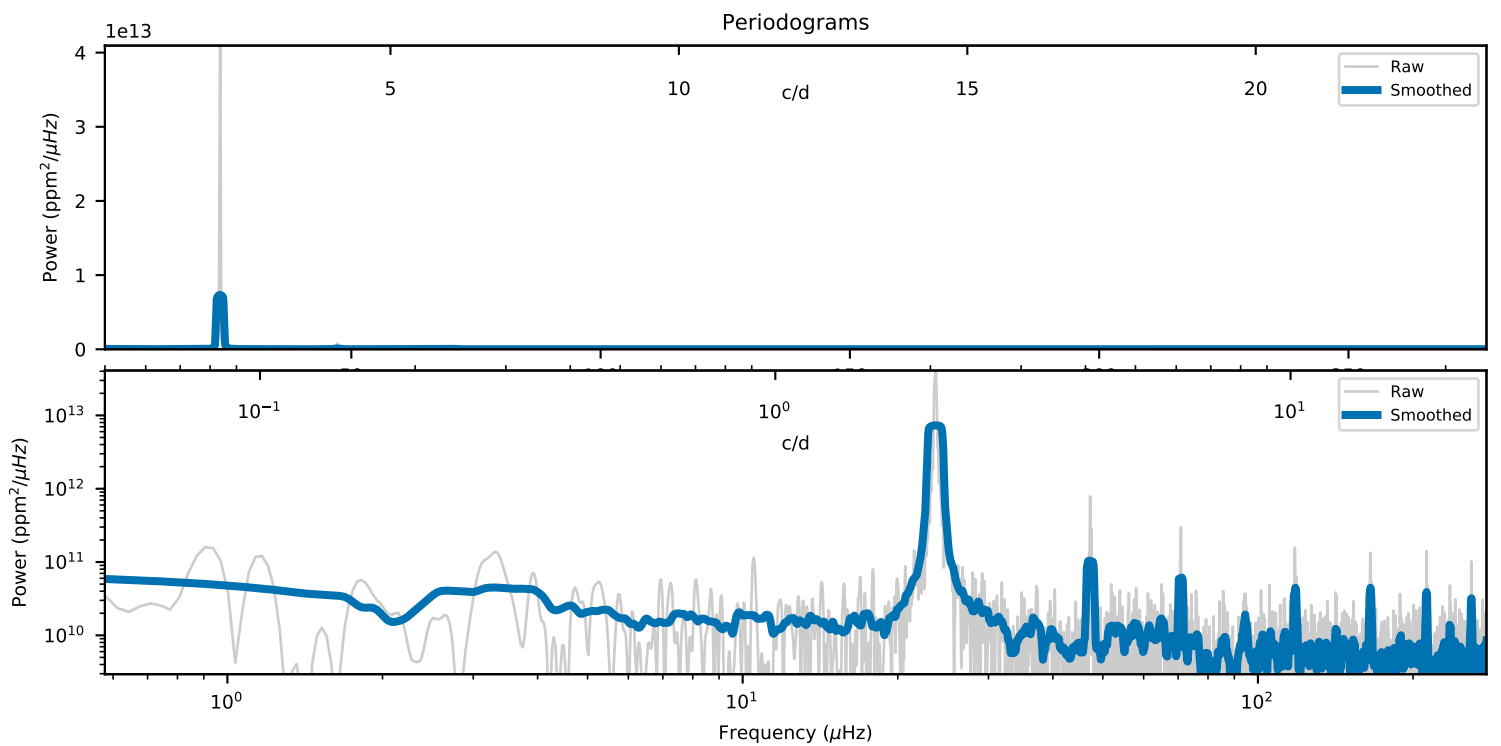 Periodograms
1e13
4
3
2
1
0
Power (ppm²/μHz)
5
10
15
20
c/d
Raw
Smoothed
10¹³
10¹²
10¹¹
10¹⁰
Power (ppm²/μHz)
10⁻¹
10⁰
10¹
c/d
Raw
Smoothed
10⁰
10¹
10²
Frequency (μHz)